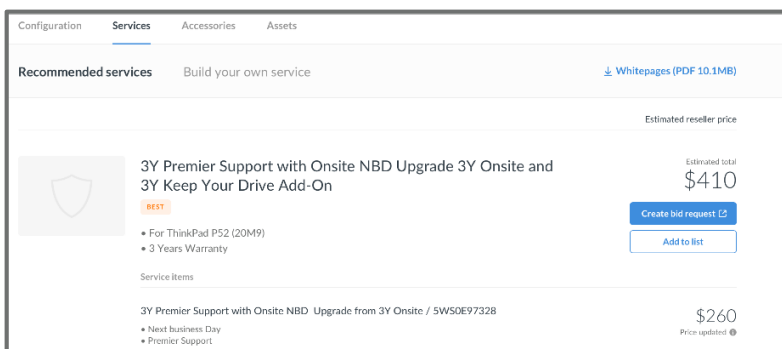 Configuration Services Accessories Assets
Recommended services Build your own service Whitepages (PDF 10.1MB)
Estimated reseller price
3Y Premier Support with Onsite NBD Upgrade 3Y Onsite and
3Y Keep Your Drive Add-On
BEST
• For ThinkPad P52 (20M9)
• 3 Years Warranty
Estimated total
$410
Create bid request
Add to list
Service items
3Y Premier Support with Onsite NBD Upgrade from 3Y Onsite / 5WS0E97328
• Next business Day
• Premier Support
$260
Price updated